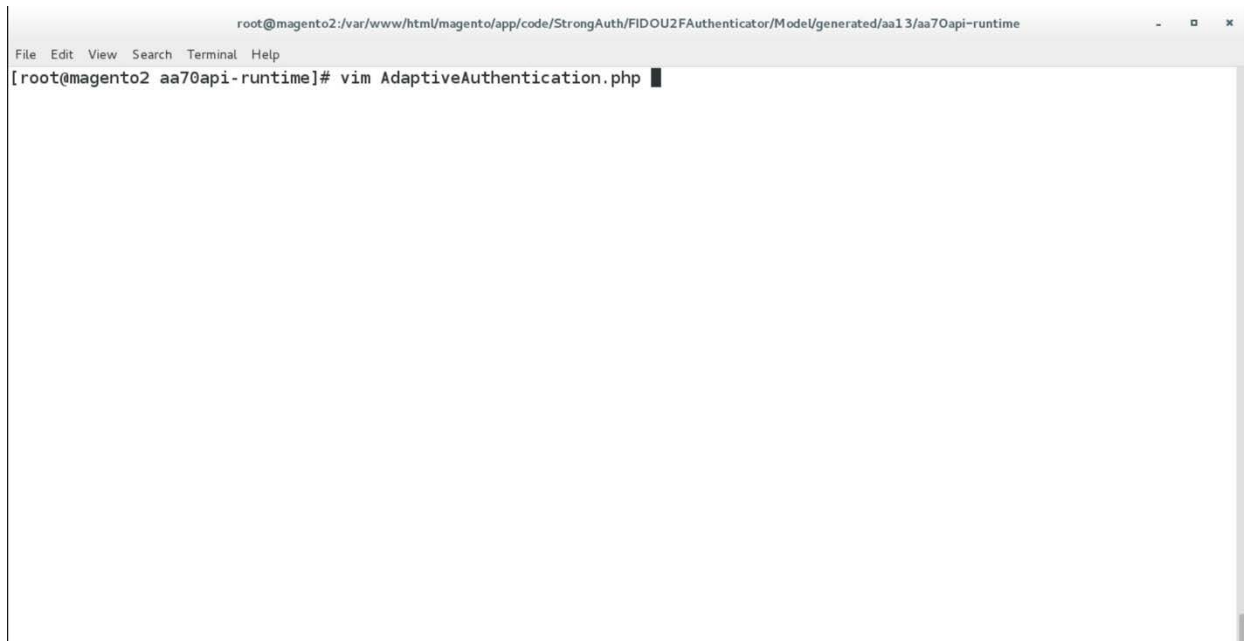 root@magento2:/var/www/html/magento/app/code/StrongAuth/FIDOU2FAuthenticator/Model/generated/aa13/aa70api-runtime
File Edit View Search Terminal Help
[root@magento2 aa70api-runtime]# vim AdaptiveAuthentication.php